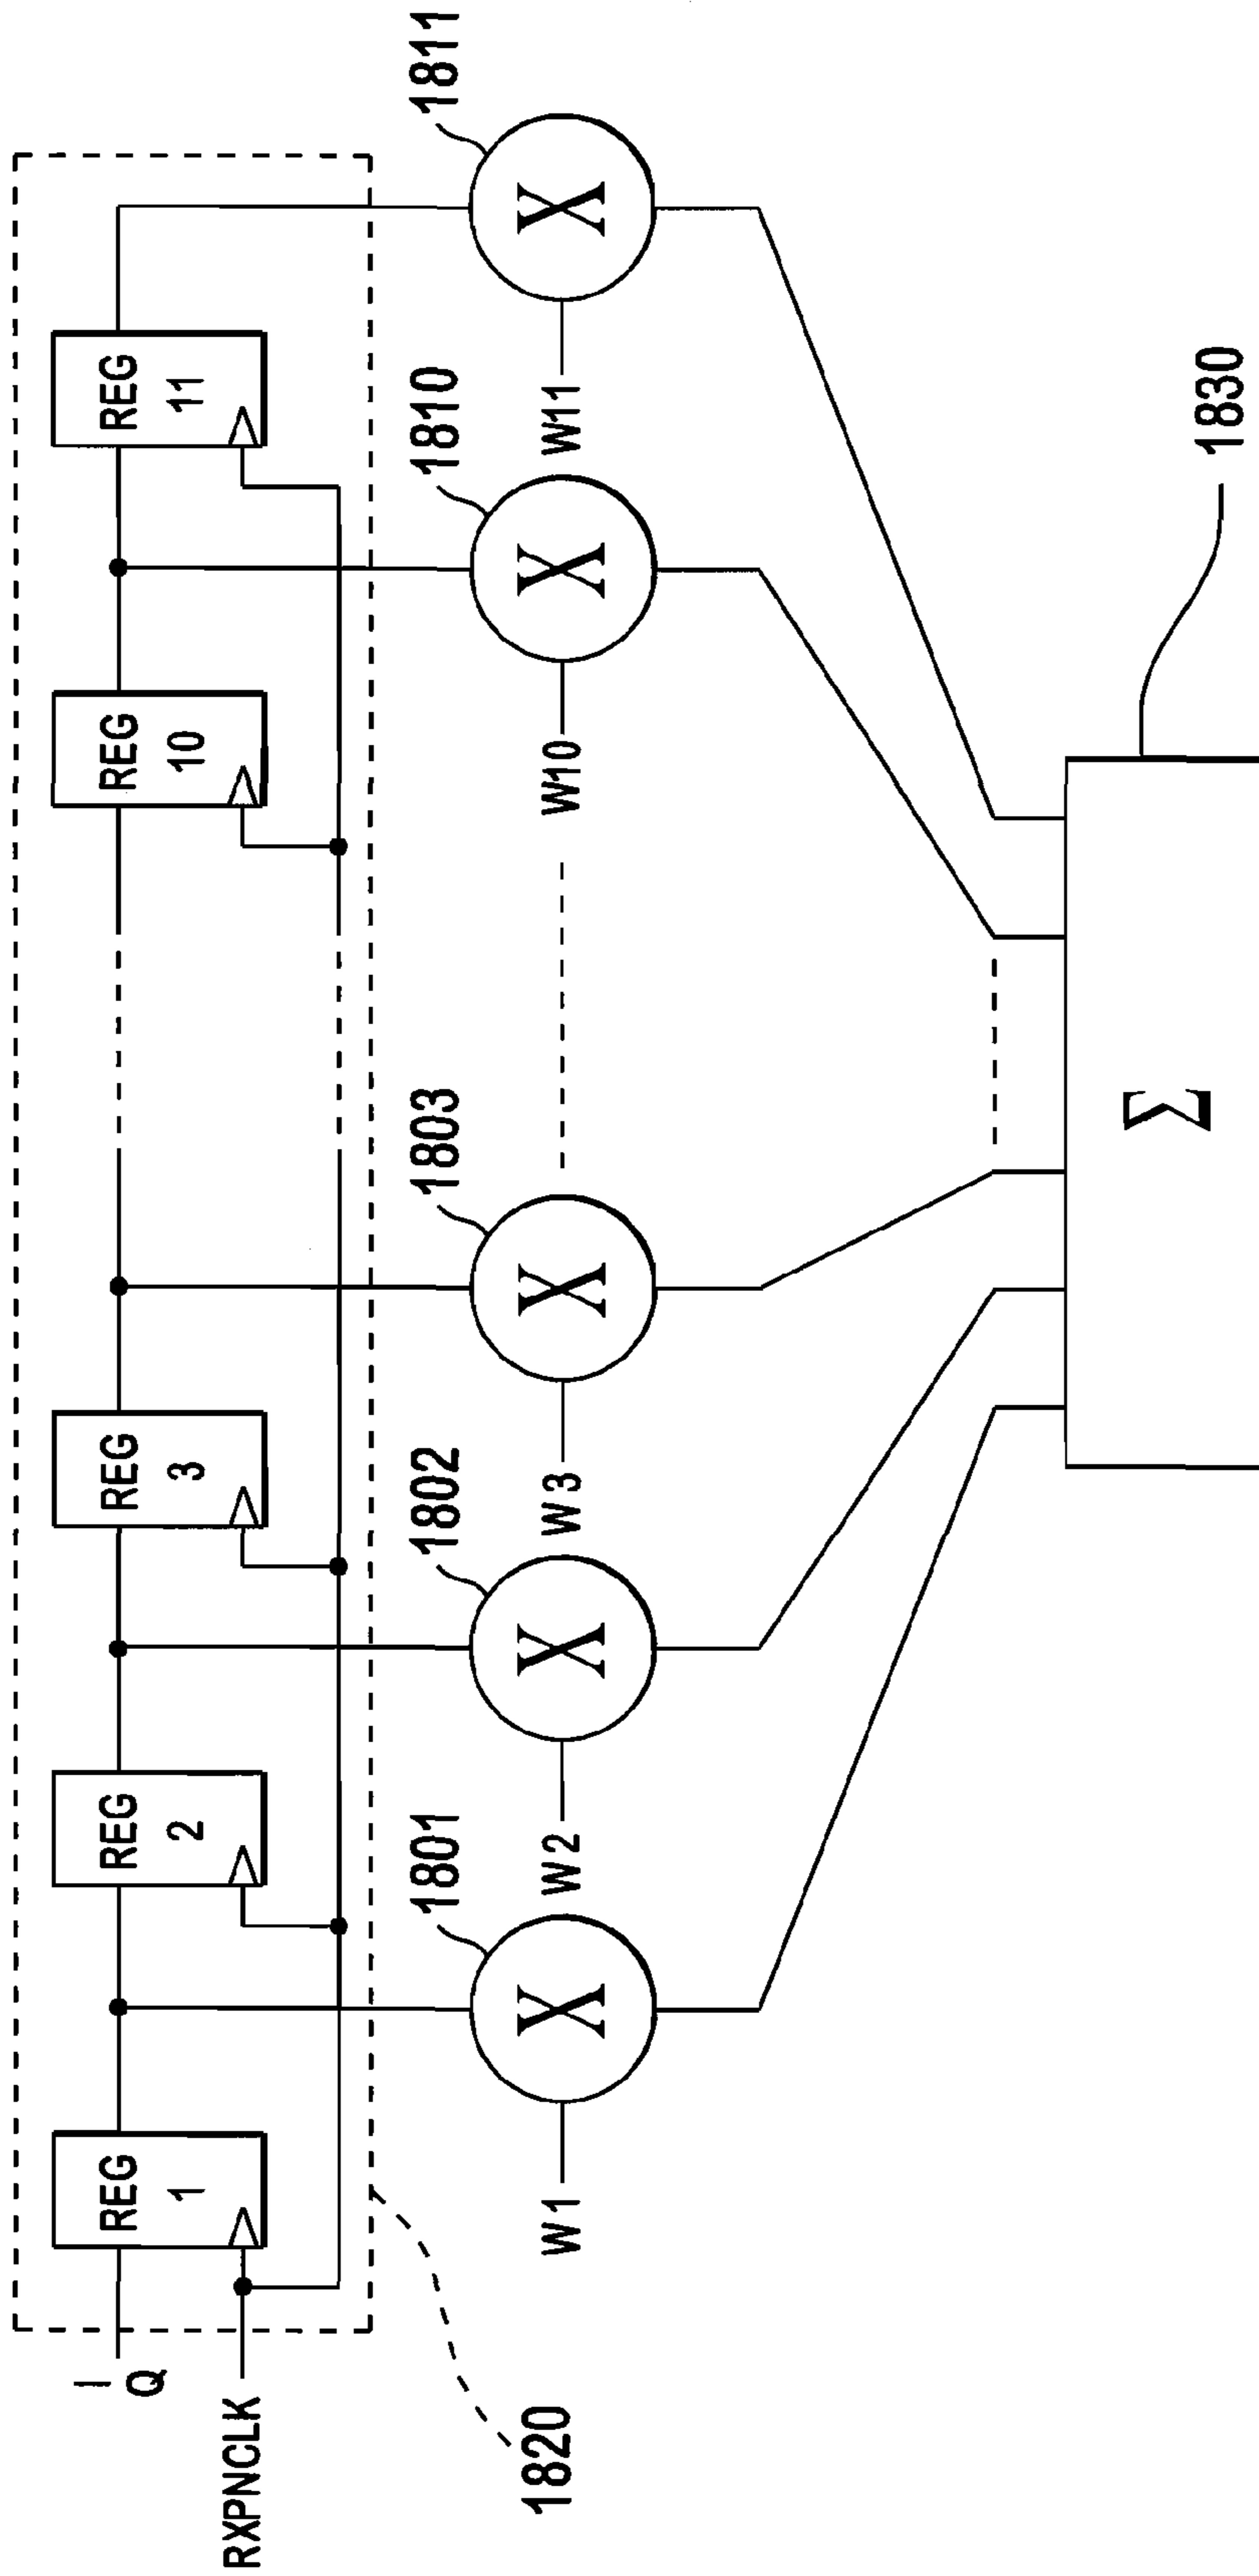 I
Q
RXPNCLK
REG
1
REG
2
REG
3
REG
10
REG
11
1820
W1
X
1801
W2
X
1802
W3
X
1803
W10
X
1810
W11
X
1811
Σ
1830